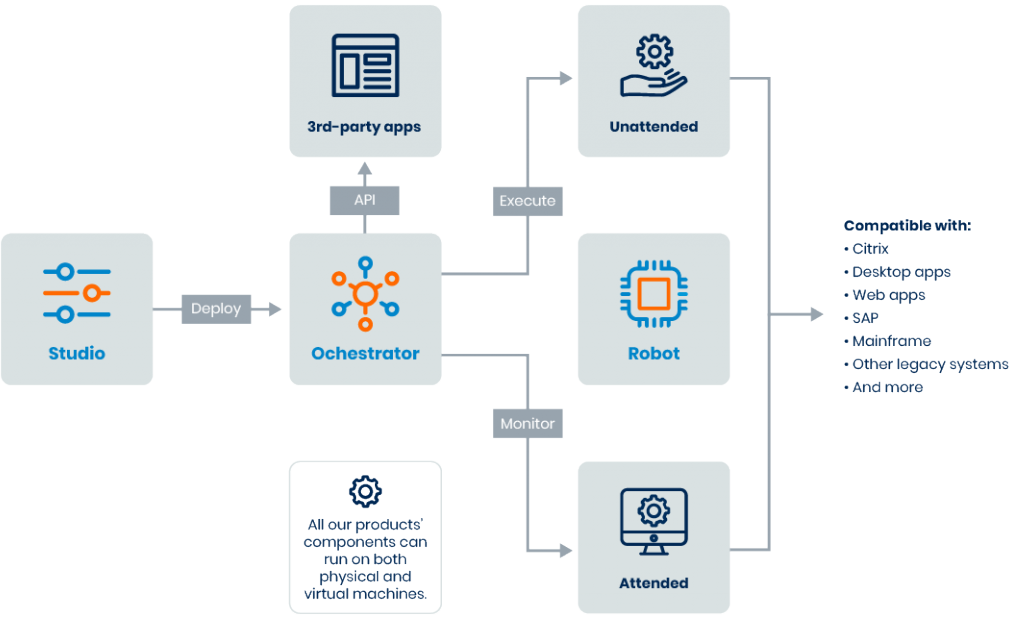 3rd-party apps
Unattended
API
Execute
Studio
Deploy
Ochestrator
Robot
Compatible with:
• Citrix
• Desktop apps
• Web apps
• SAP
• Mainframe
• Other legacy systems
• And more
Monitor
All our products'
components can
run on both
physical and
virtual machines.
Attended